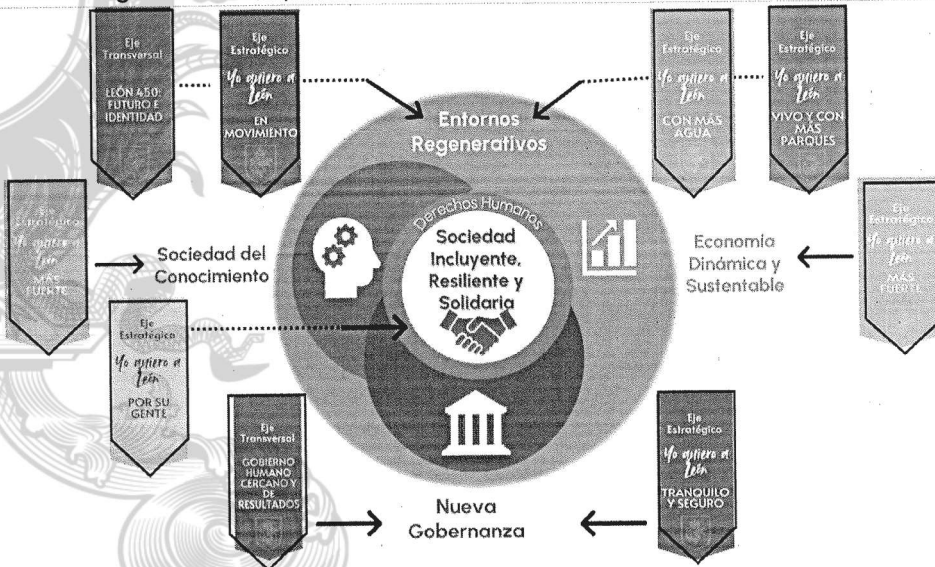 Eje
Transversal
LEÓN 450:
FUTURO E
IDENTIDAD
Eje
Estratégico
Yo quiero a
León
EN
MOVIMIENTO
Eje
Estratégico
Yo quiero a
León
CON MÁS
AGUA
Eje
Estratégico
Yo quiero a
León
VIVO Y CON
MÁS
PARQUES
Entornos
Regenerativos
Eje
Estratégico
Yo quiero a
León
MÁS
FUERTE
Sociedad del
Conocimiento
Derechos Humanos
Sociedad
Incluyente,
Resiliente y
Solidaria
Economía
Dinámica y
Sustentable
Eje
Estratégico
Yo quiero a
León
MÁS
FUERTE
Eje
Estratégico
Yo quiero a
León
POR SU
GENTE
Eje
Transversal
GOBIERNO
HUMANO
CERCANO Y
DE
RESULTADOS
Nueva
Gobernanza
Eje
Estratégico
Yo quiero a
León
TRANQUILO
Y SEGURO